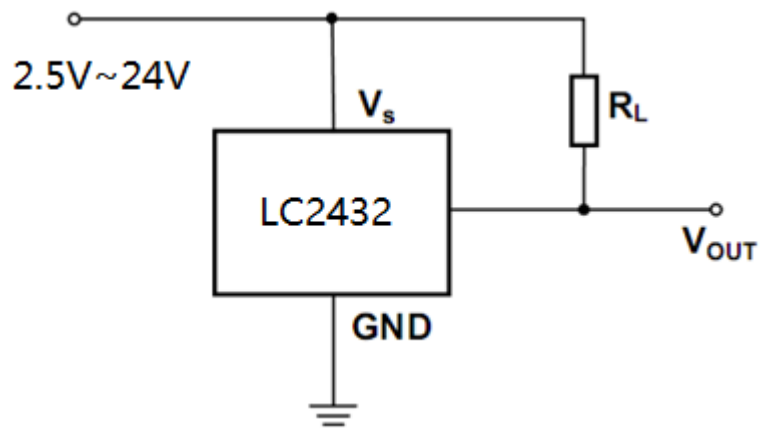 2.5V~24V
Vs
RL
LC2432
VOUT
GND